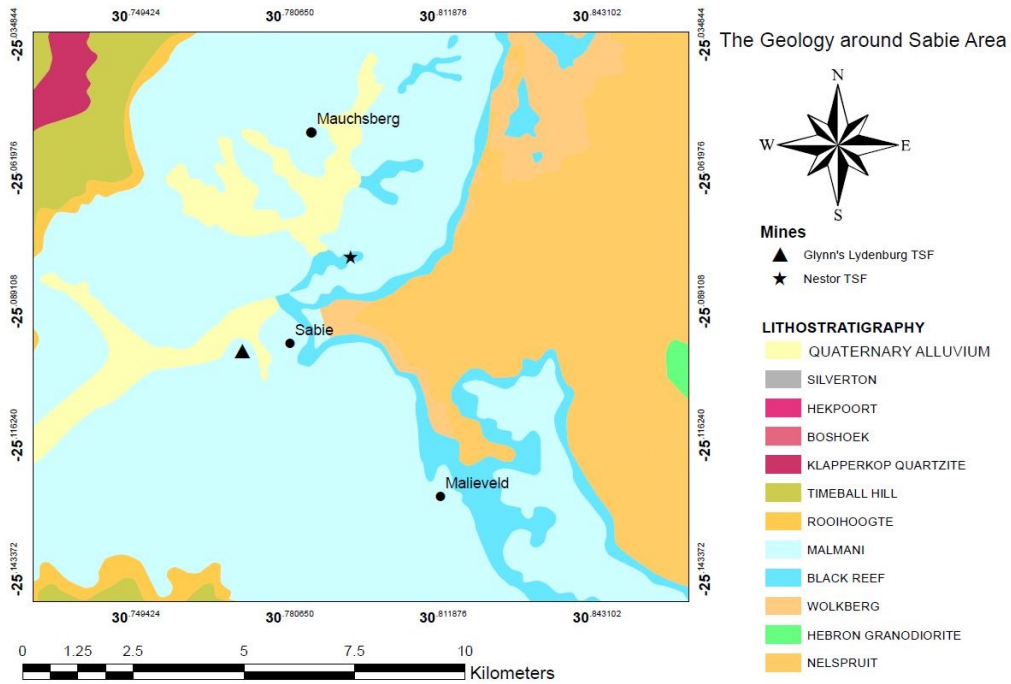 30.749424 30.780650 30.811876 30.843102
-25.034844
-25.034844
The Geology around Sabie Area
N
W E
S
Mauchsberg
-25.061976
-25.061976
Mines
Glynn's Lydenburg TSF
Nestor TSF
-25.089108
-25.089108
Sabie
LITHOSTRATIGRAPHY
QUATERNARY ALLUVIUM
SILVERTON
HEKPOORT
BOSHOEK
KLAPPERKOP QUARTZITE
TIMEBALL HILL
ROOIHOOGTE
MALMANI
BLACK REEF
WOLKBERG
HEBRON GRANODIORITE
NELSPRUIT
-25.116240
-25.116240
Malieveld
-25.143372
-25.143372
30.749424 30.780650 30.811876 30.843102
0 1.25 2.5 5 7.5 10
Kilometers